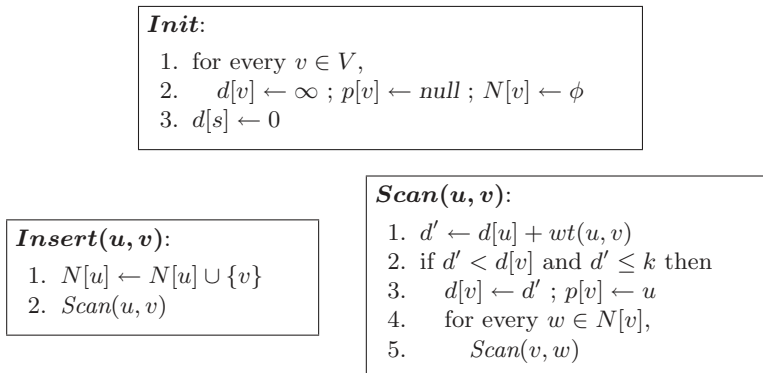 Init:
1. for every v ∈ V,
2. d[v] ← ∞ ; p[v] ← null ; N[v] ← ϕ
3. d[s] ← 0
Insert(u, v):
1. N[u] ← N[u] ∪ {v}
2. Scan(u, v)
Scan(u, v):
1. d′ ← d[u] + wt(u, v)
2. if d′ < d[v] and d′ ≤ k then
3. d[v] ← d′ ; p[v] ← u
4. for every w ∈ N[v],
5. Scan(v, w)